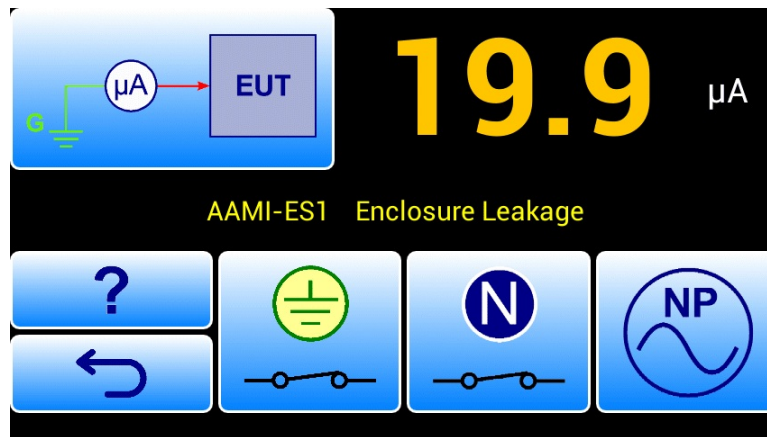 µA
EUT
G
19.9 µA
AAMI-ES1 Enclosure Leakage
?
N
NP